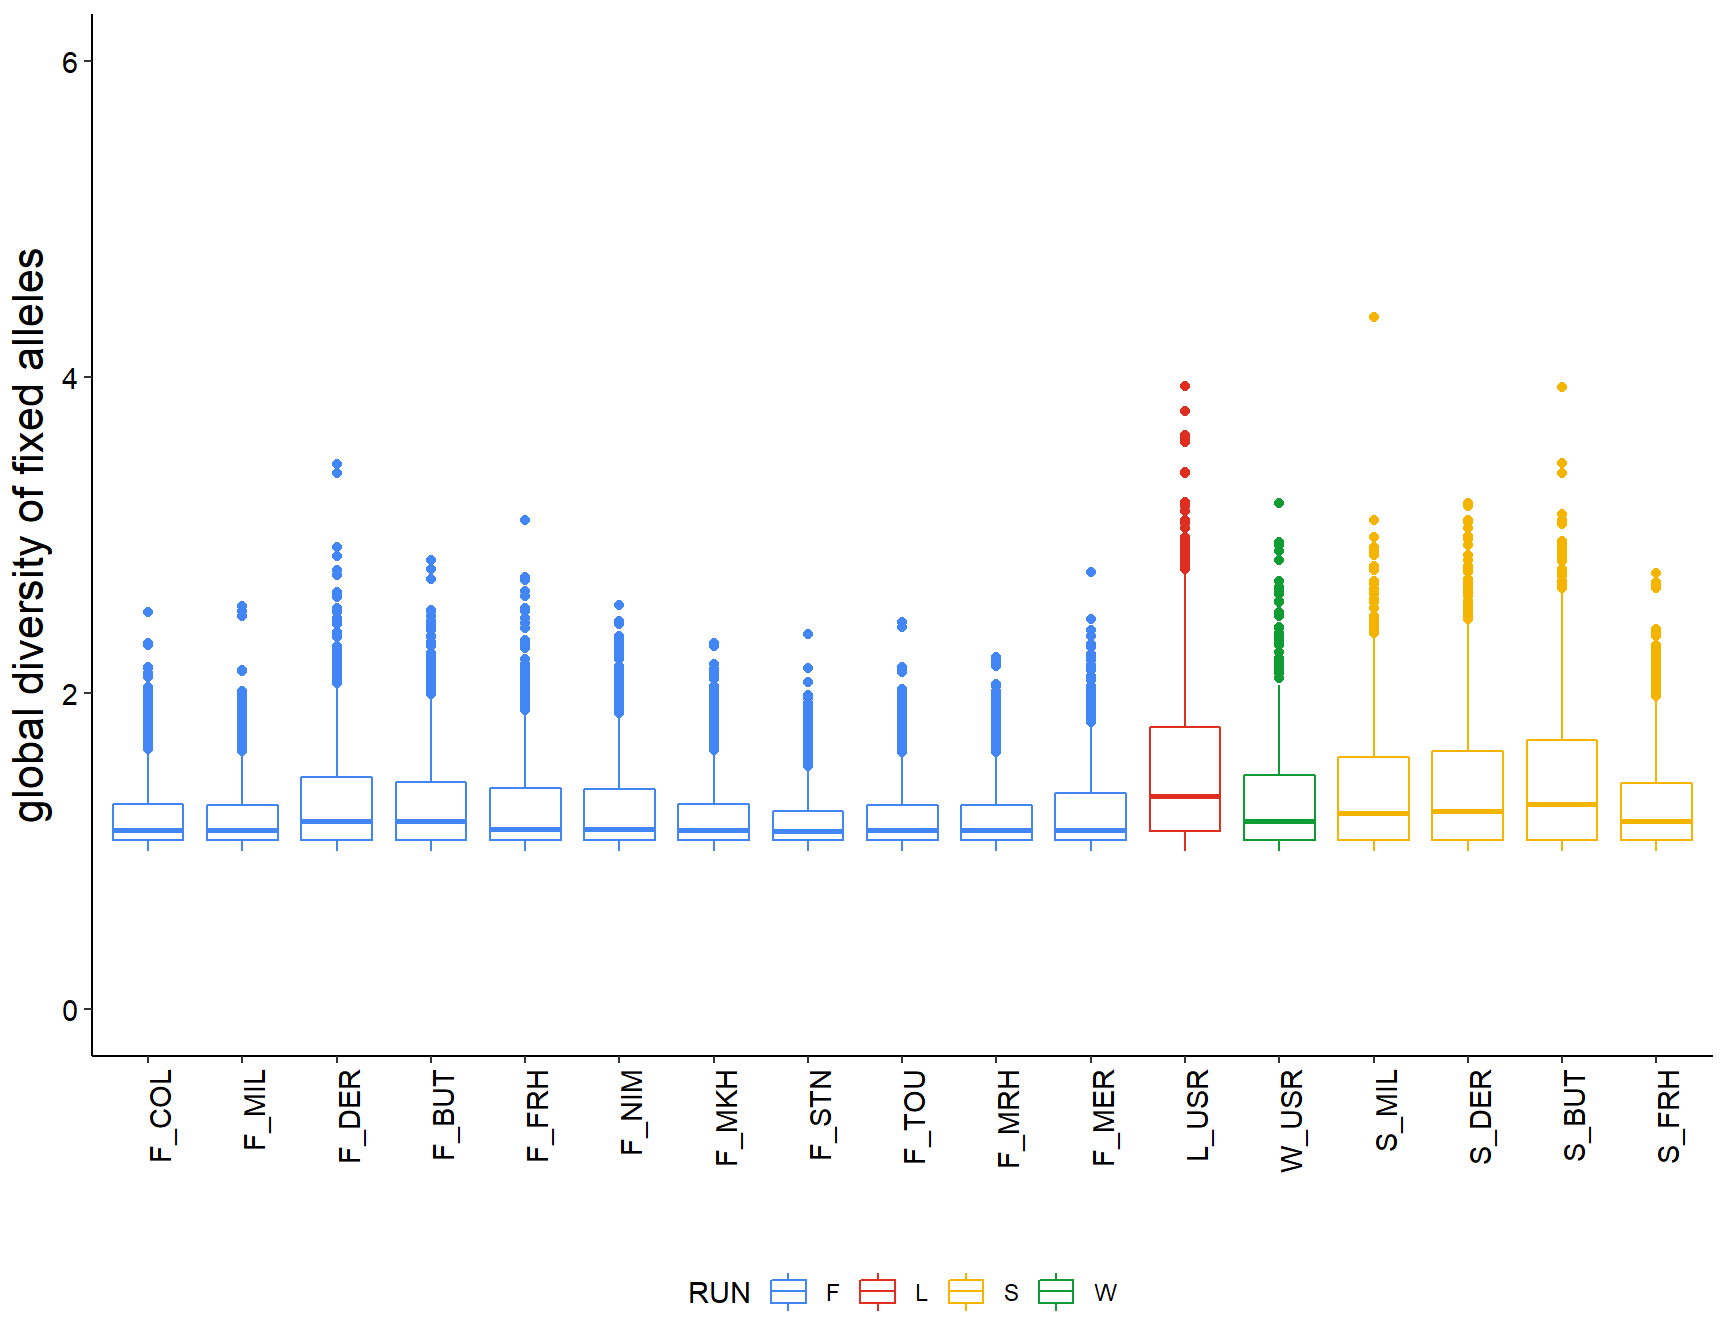 global diversity of fixed alleles
6
4
2
0
F_COL
F_MIL
F_DER
F_BUT
F_FRH
F_NIM
F_MKH
F_STN
F_TOU
F_MRH
F_MER
L_USR
W_USR
S_MIL
S_DER
S_BUT
S_FRH
RUN F L S W